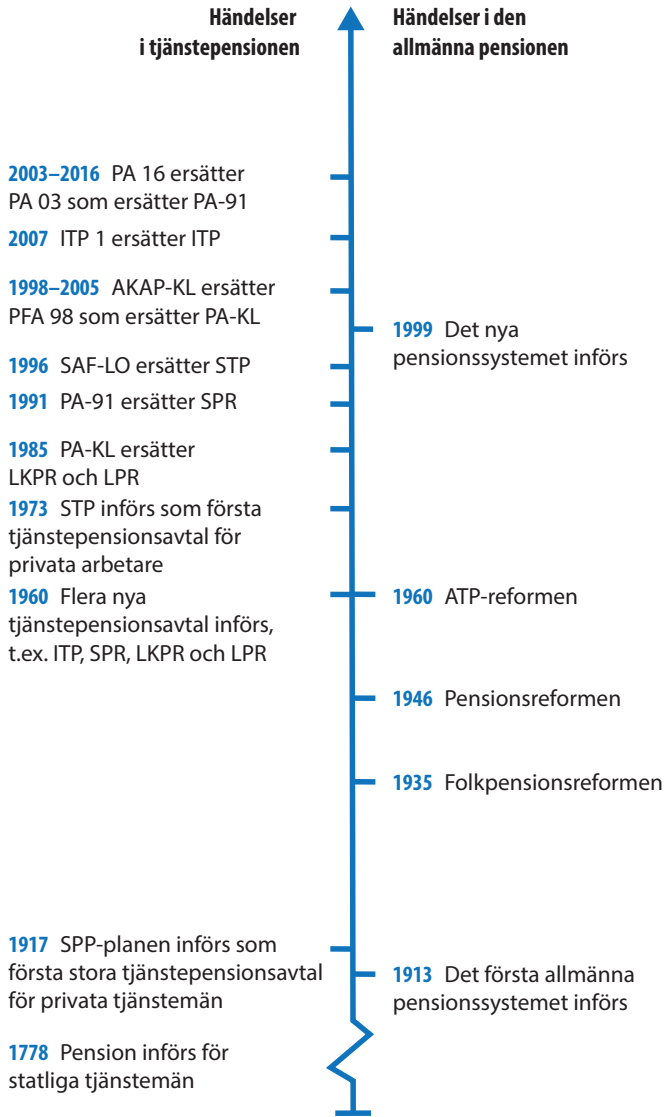 Händelser
i tjänstepensionen
Händelser i den
allmänna pensionen
2003–2016 PA 16 ersätter
PA 03 som ersätter PA-91
2007 ITP 1 ersätter ITP
1998–2005 AKAP-KL ersätter
PFA 98 som ersätter PA-KL
1999 Det nya
pensionssystemet införs
1996 SAF-LO ersätter STP
1991 PA-91 ersätter SPR
1985 PA-KL ersätter
LKPR och LPR
1973 STP införs som första
tjänstepensionsavtal för
privata arbetare
1960 Flera nya
tjänstepensionsavtal införs,
t.ex. ITP, SPR, LKPR och LPR
1960 ATP-reformen
1946 Pensionsreformen
1935 Folkpensionsreformen
1917 SPP-planen införs som
första stora tjänstepensionsavtal
för privata tjänstemän
1913 Det första allmänna
pensionssystemet införs
1778 Pension införs för
statliga tjänstemän